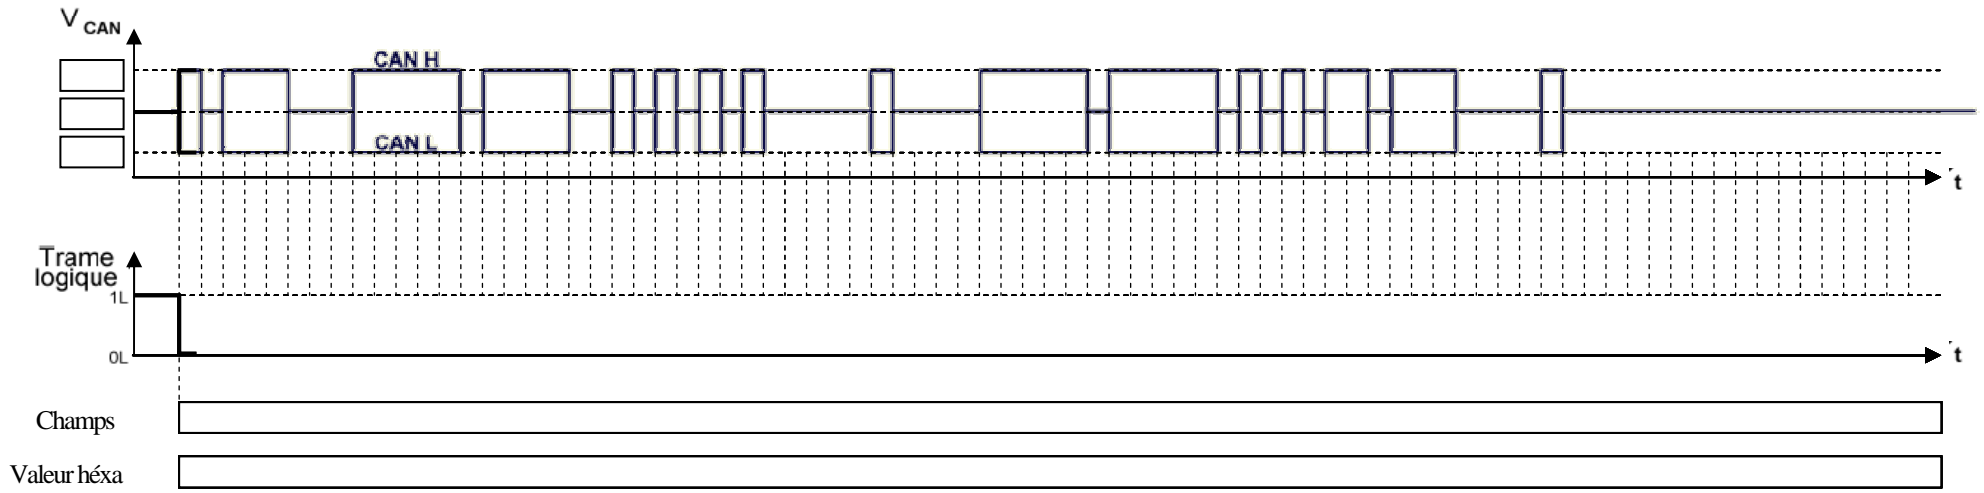 V CAN
CAN H
CAN L
t
Trame
logique
1L
0L
t
Champs
Valeur héxa